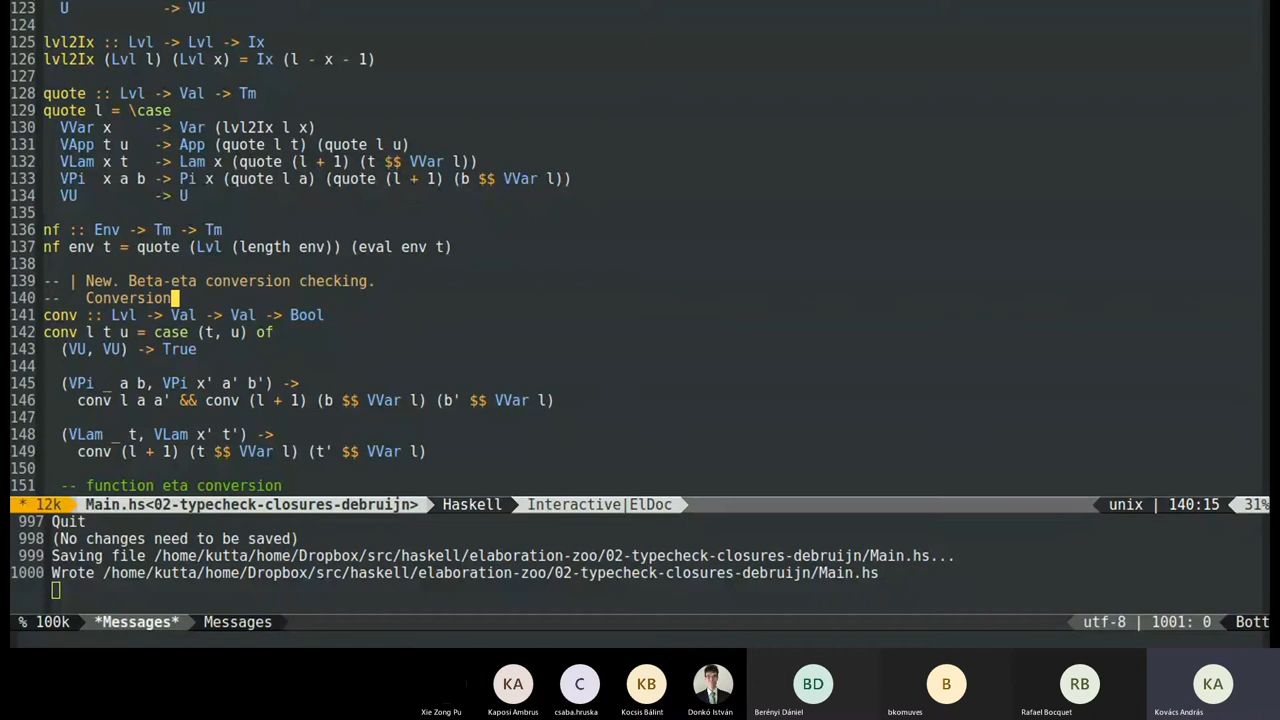 123   U           -> VU
124
125 lvl2Ix :: Lvl -> Lvl -> Ix
126 lvl2Ix (Lvl l) (Lvl x) = Ix (l - x - 1)
127
128 quote :: Lvl -> Val -> Tm
129 quote l = \case
130   VVar x     -> Var (lvl2Ix l x)
131   VApp t u   -> App (quote l t) (quote l u)
132   VLam x t   -> Lam x (quote (l + 1) (t $$ VVar l))
133   VPi  x a b -> Pi x (quote l a) (quote (l + 1) (b $$ VVar l))
134   VU         -> U
135
136 nf :: Env -> Tm -> Tm
137 nf env t = quote (Lvl (length env)) (eval env t)
138
139 -- | New. Beta-eta conversion checking.
140 --   Conversion
141 conv :: Lvl -> Val -> Val -> Bool
142 conv l t u = case (t, u) of
143   (VU, VU) -> True
144
145   (VPi _ a b, VPi x' a' b') ->
146     conv l a a' && conv (l + 1) (b $$ VVar l) (b' $$ VVar l)
147
148   (VLam _ t, VLam x' t') ->
149     conv (l + 1) (t $$ VVar l) (t' $$ VVar l)
150
151   -- function eta conversion
* 12k Main.hs<02-typecheck-closures-debruijn> Haskell Interactive|ElDoc unix | 140:15 31%
997 Quit
998 (No changes need to be saved)
999 Saving file /home/kutta/home/Dropbox/src/haskell/elaboration-zoo/02-typecheck-closures-debruijn/Main.hs...
1000 Wrote /home/kutta/home/Dropbox/src/haskell/elaboration-zoo/02-typecheck-closures-debruijn/Main.hs
% 100k *Messages* Messages utf-8 | 1001: 0 Bott
KA C KB BD B RB KA
Xie Zong Pu Kaposi Ambrus csaba.hruska Kocsis Bálint Donkó István Berényi Dániel bkomuves Rafael Bocquet Kovács András